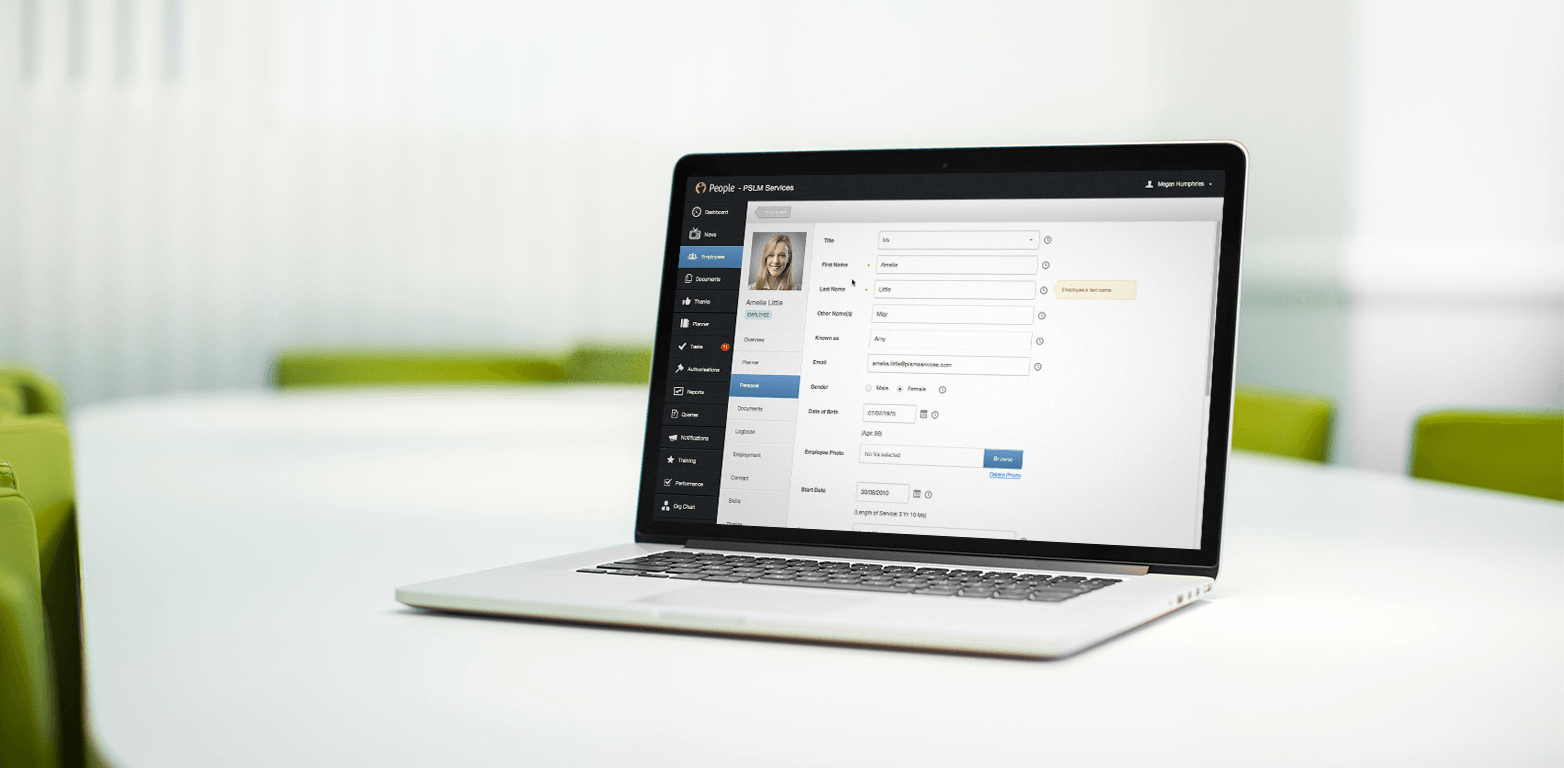 People - PSLM Services
Megan Humphries
Dashboard
News
Employees
Documents
Thanks
Planner
Tasks
Authorisations
Reports
Queries
Notifications
Training
Performance
Org Chart
Amelie Little
EMPLOYEE
Overview
Planner
Personal
Documents
Logbook
Employment
Contact
Skills
Title Ms
First Name Amelie
Last Name Little Employee's last name
Other Name(s) May
Known as Amy
Email amelie.little@pslmservices.com
Gender Male Female
Date of Birth 07/07/1975
(Age: 38)
Employee Photo No file selected Browse
Delete Photo
Start Date 30/06/2010
(Length of Service: 3 Yr 10 Mo)